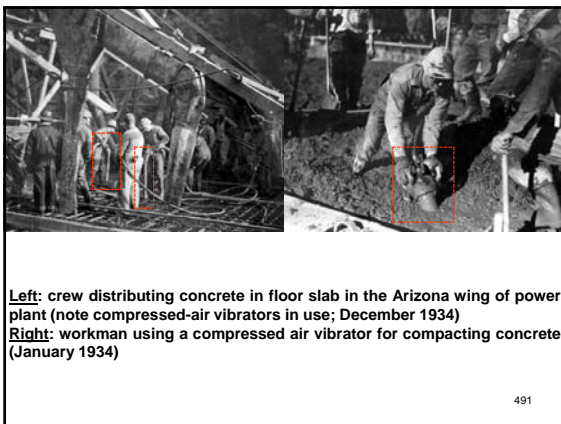 Left: crew distributing concrete in floor slab in the Arizona wing of power
plant (note compressed-air vibrators in use; December 1934)
Right: workman using a compressed air vibrator for compacting concrete
(January 1934)
491